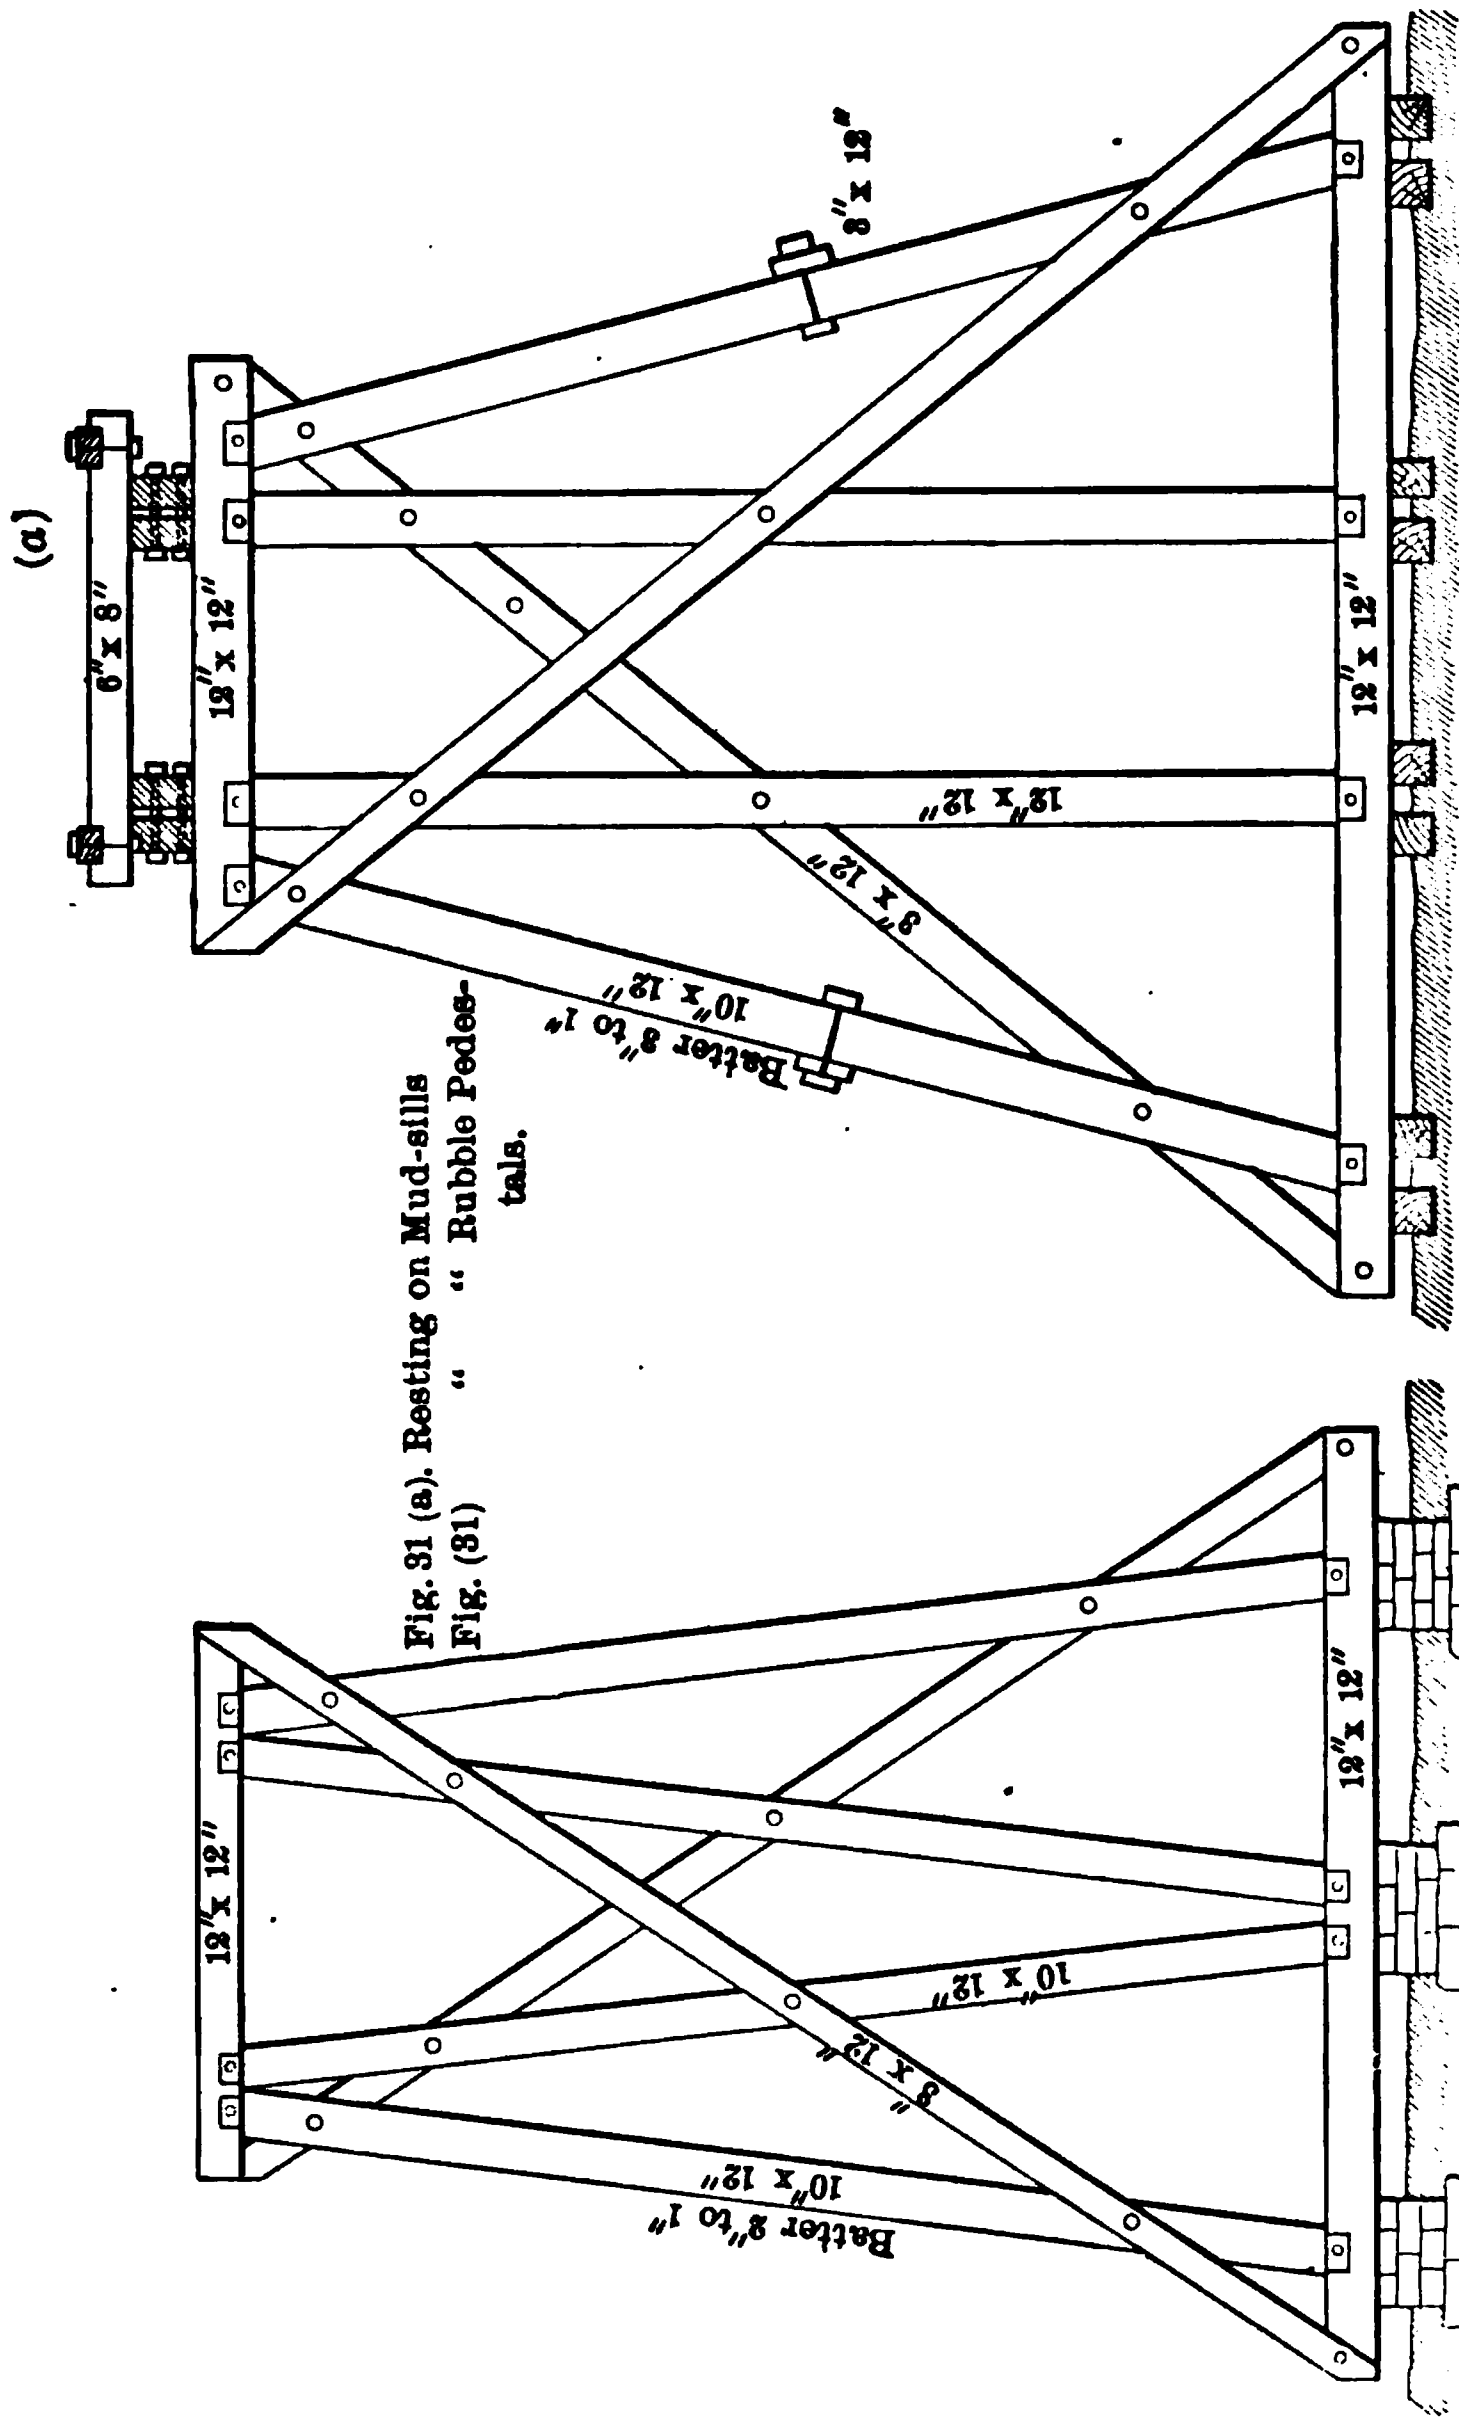 (a)
6" x 8"
12" x 12"
8" x 12"
12" x 12"
3" x 12"
10" x 12"
Batter 3" to 1"
12" x 12"
Fig. 31 (a). Resting on Mud-sills
Fig. (31) " " Rubble Pedes-
tals.
12" x 12"
10" x 12"
3" x 12"
10" x 12"
Batter 2" to 1"
12" x 12"